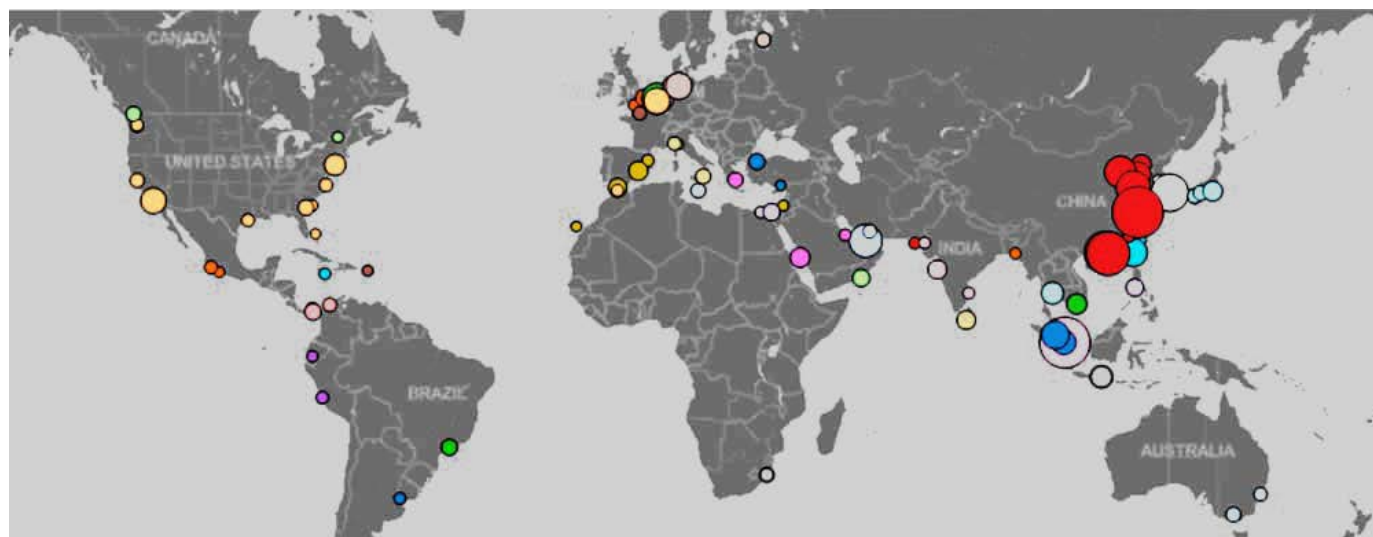 CANADA
UNITED STATES
CHINA
INDIA
BRAZIL
AUSTRALIA